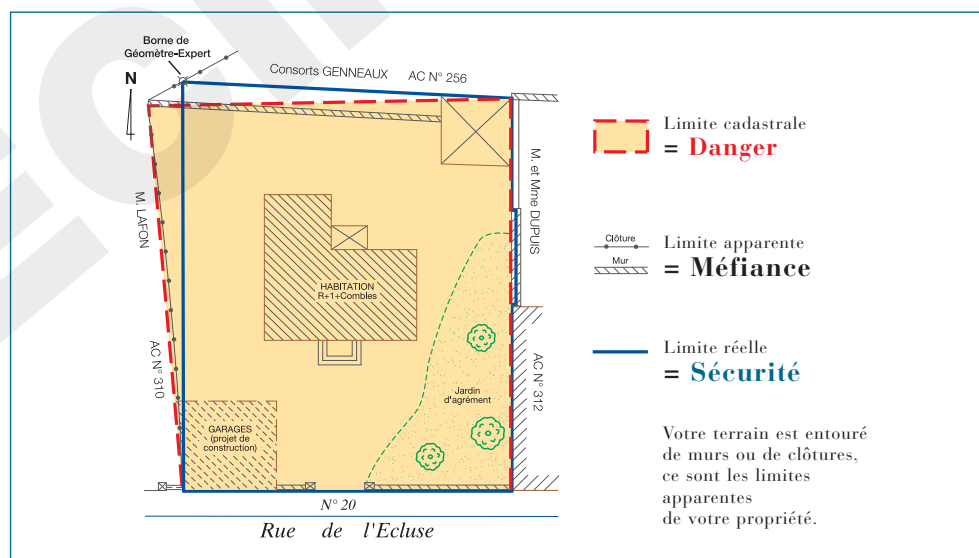 Borne de
Géomètre-Expert
N
Consorts GENNEAUX AC N° 256
M. LAFON
AC N° 310
M. et Mme DUPUIS
AC N° 312
HABITATION
R+1+Combles
Jardin
d'agrément
GARAGES
(projet de
construction)
N° 20
Rue de l'Ecluse
Limite cadastrale
= Danger
Clôture
Mur
Limite apparente
= Méfiance
Limite réelle
= Sécurité
Votre terrain est entouré
de murs ou de clôtures,
ce sont les limites
apparentes
de votre propriété.